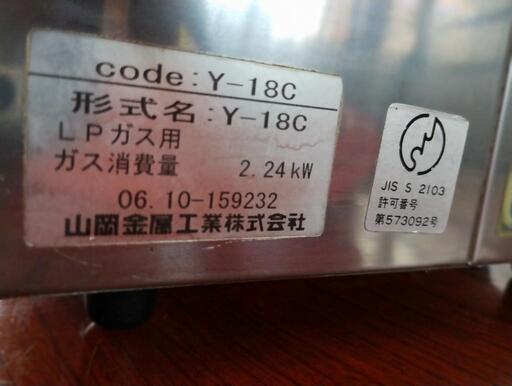 code:Y-18C
形式名:Y-18C
LPガス用
ガス消費量 2.24kW
06.10-159232
山岡金属工業株式会社
JIS S 2103
許可番号
第573092号